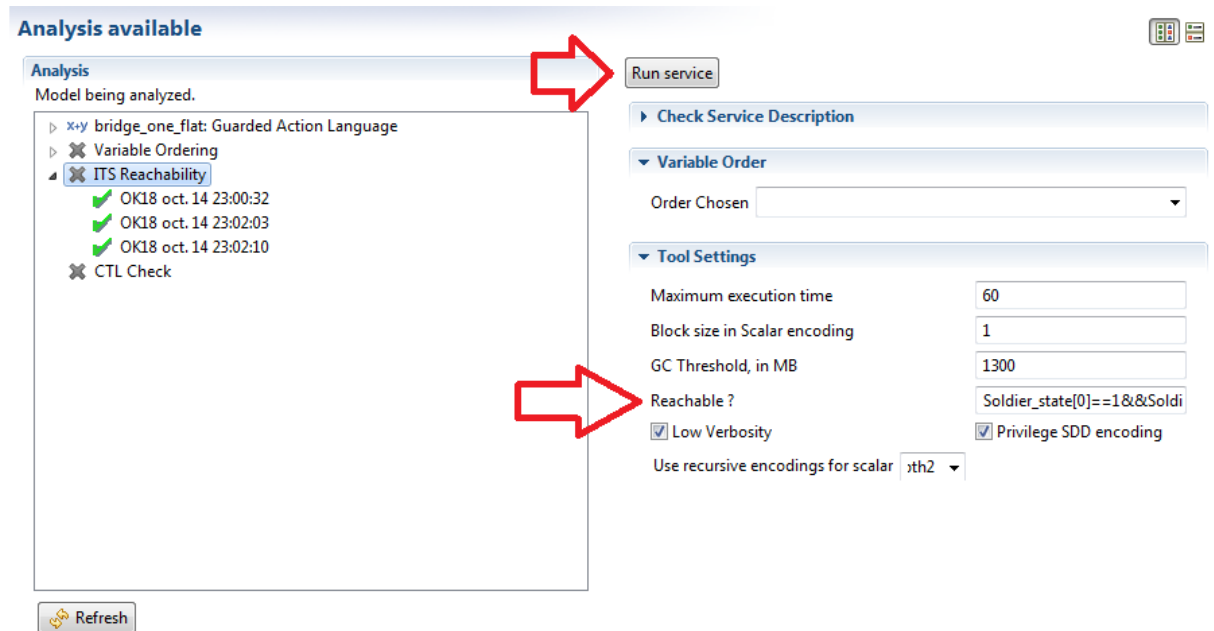 Analysis available
Analysis
Model being analyzed.
x+y bridge_one_flat: Guarded Action Language
Variable Ordering
ITS Reachability
OK18 oct. 14 23:00:32
OK18 oct. 14 23:02:03
OK18 oct. 14 23:02:10
CTL Check
Refresh
Run service
Check Service Description
Variable Order
Order Chosen
Tool Settings
Maximum execution time 60
Block size in Scalar encoding 1
GC Threshold, in MB 1300
Reachable ? Soldier_state[0]==1&&Soldi
Low Verbosity Privilege SDD encoding
Use recursive encodings for scalar th2